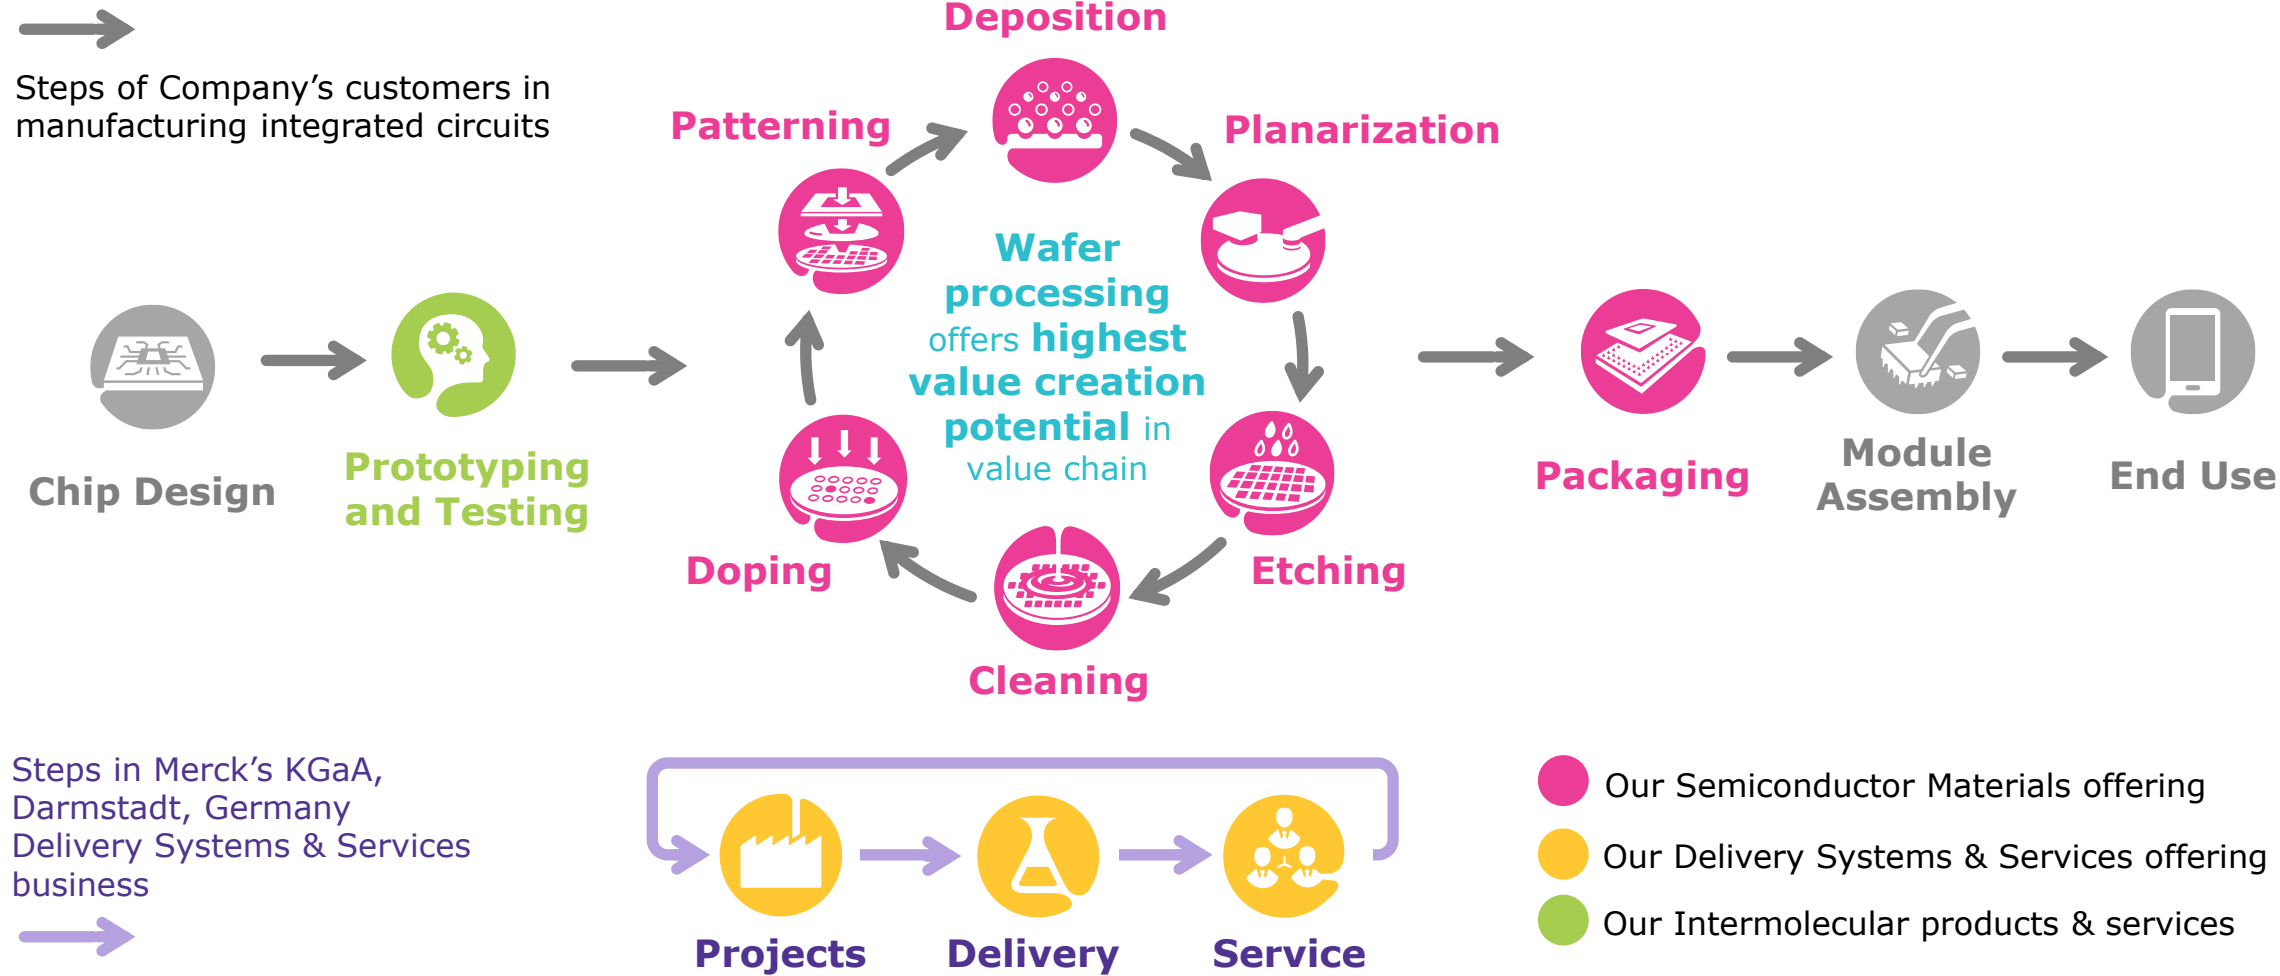 Steps of Company’s customers in
manufacturing integrated circuits
Deposition
Patterning
Planarization
Wafer
processing
offers highest
value creation
potential in
value chain
Chip Design
Prototyping
and Testing
Doping
Etching
Cleaning
Packaging
Module
Assembly
End Use
Steps in Merck’s KGaA,
Darmstadt, Germany
Delivery Systems & Services
business
Projects
Delivery
Service
Our Semiconductor Materials offering
Our Delivery Systems & Services offering
Our Intermolecular products & services